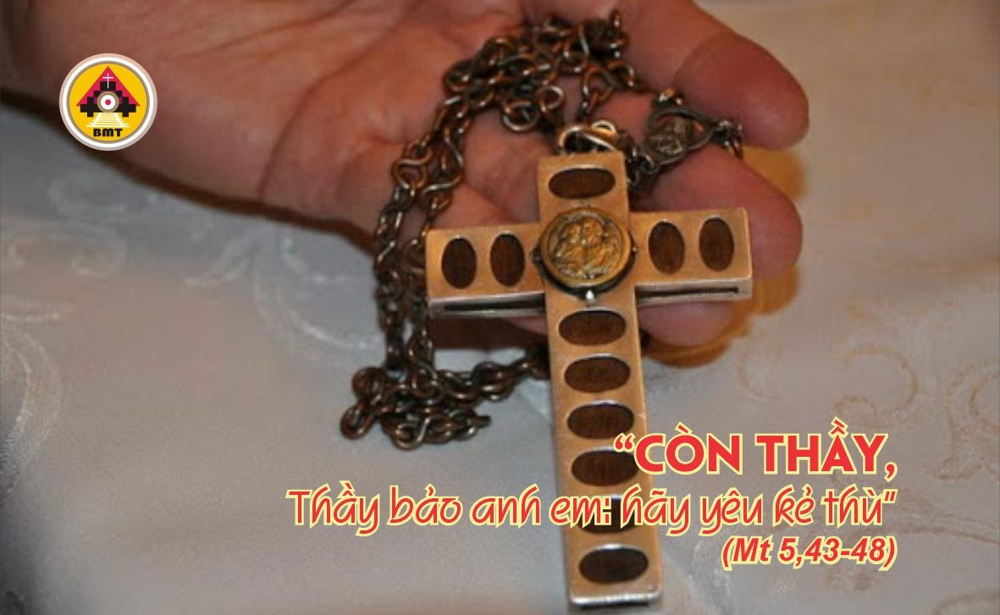 BMT
“CÒN THẦY,
Thầy bảo anh em: hãy yêu kẻ thù”
(Mt 5,43-48)